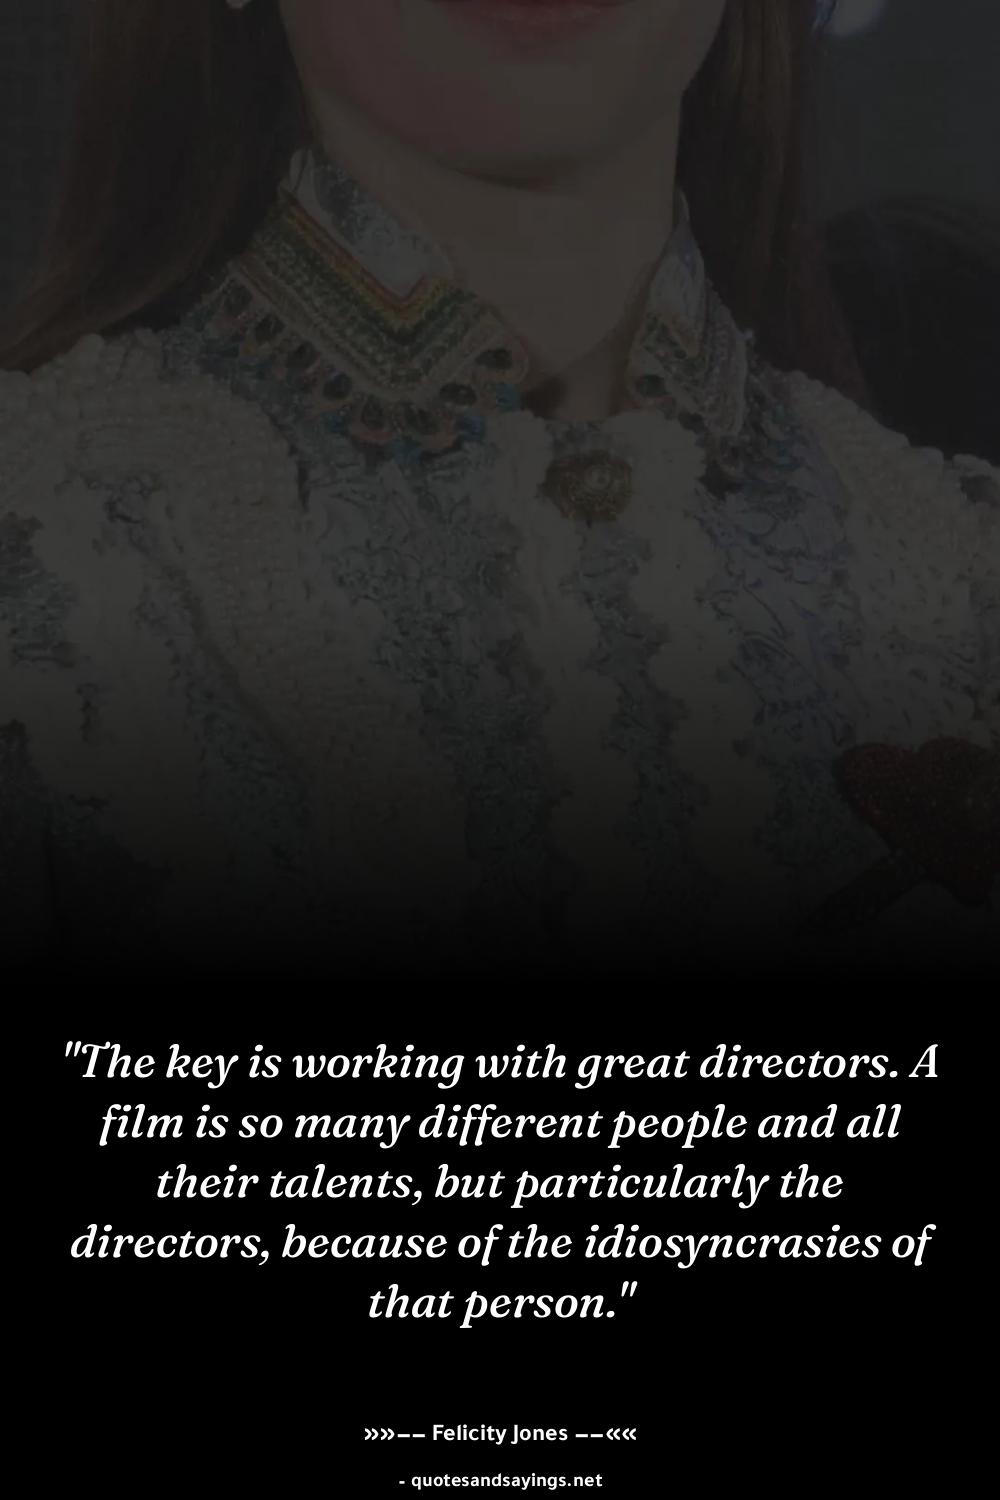 "The key is working with great directors. A
film is so many different people and all
their talents, but particularly the
directors, because of the idiosyncrasies of
that person."
»»−− Felicity Jones −−««
- quotesandsayings.net